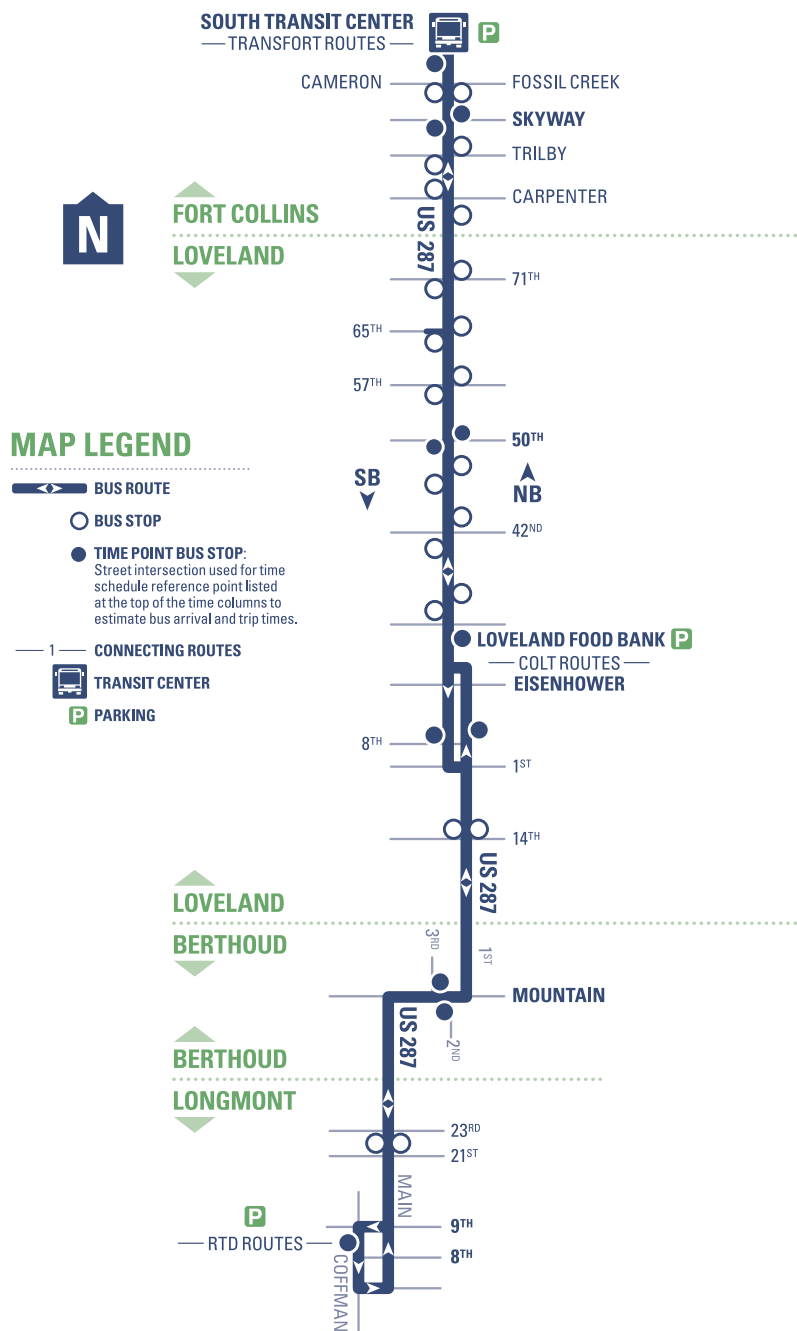 SOUTH TRANSIT CENTER
TRANSFORT ROUTES
P
CAMERON
FOSSIL CREEK
SKYWAY
TRILBY
CARPENTER
N
FORT COLLINS
LOVELAND
US 287
71TH
65TH
57TH
50TH
SB
NB
42ND
MAP LEGEND
BUS ROUTE
BUS STOP
TIME POINT BUS STOP:
Street intersection used for time
schedule reference point listed
at the top of the time columns to
estimate bus arrival and trip times.
1 CONNECTING ROUTES
TRANSIT CENTER
P PARKING
LOVELAND FOOD BANK P
COLT ROUTES
EISENHOWER
8TH
1ST
14TH
US 287
LOVELAND
BERTHOUD
3RD
1ST
MOUNTAIN
2ND
US 287
BERTHOUD
LONGMONT
23RD
21ST
MAIN
P
RTD ROUTES
9TH
8TH
COFFMAN